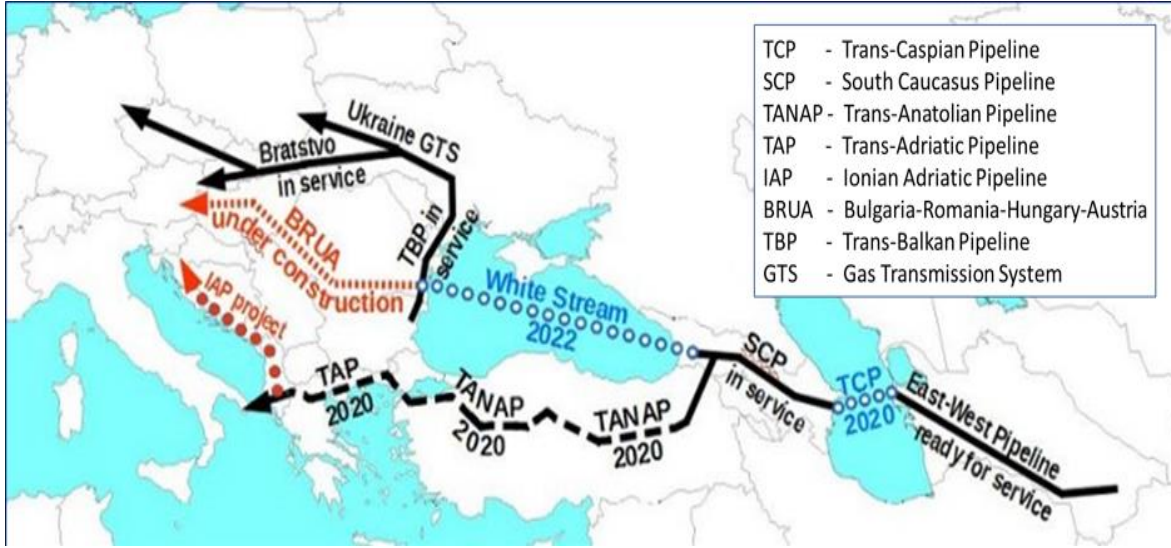 TCP - Trans-Caspian Pipeline
SCP - South Caucasus Pipeline
TANAP - Trans-Anatolian Pipeline
TAP - Trans-Adriatic Pipeline
IAP - Ionian Adriatic Pipeline
BRUA - Bulgaria-Romania-Hungary-Austria
TBP - Trans-Balkan Pipeline
GTS - Gas Transmission System
Ukraine GTS
Bratstvo
in service
TBP in
service
BRUA
under construction
IAP project
White Stream
2022
SCP
in service
TCP
2020
East-West Pipeline
ready for service
TAP
2020
TANAP
2020
TANAP
2020